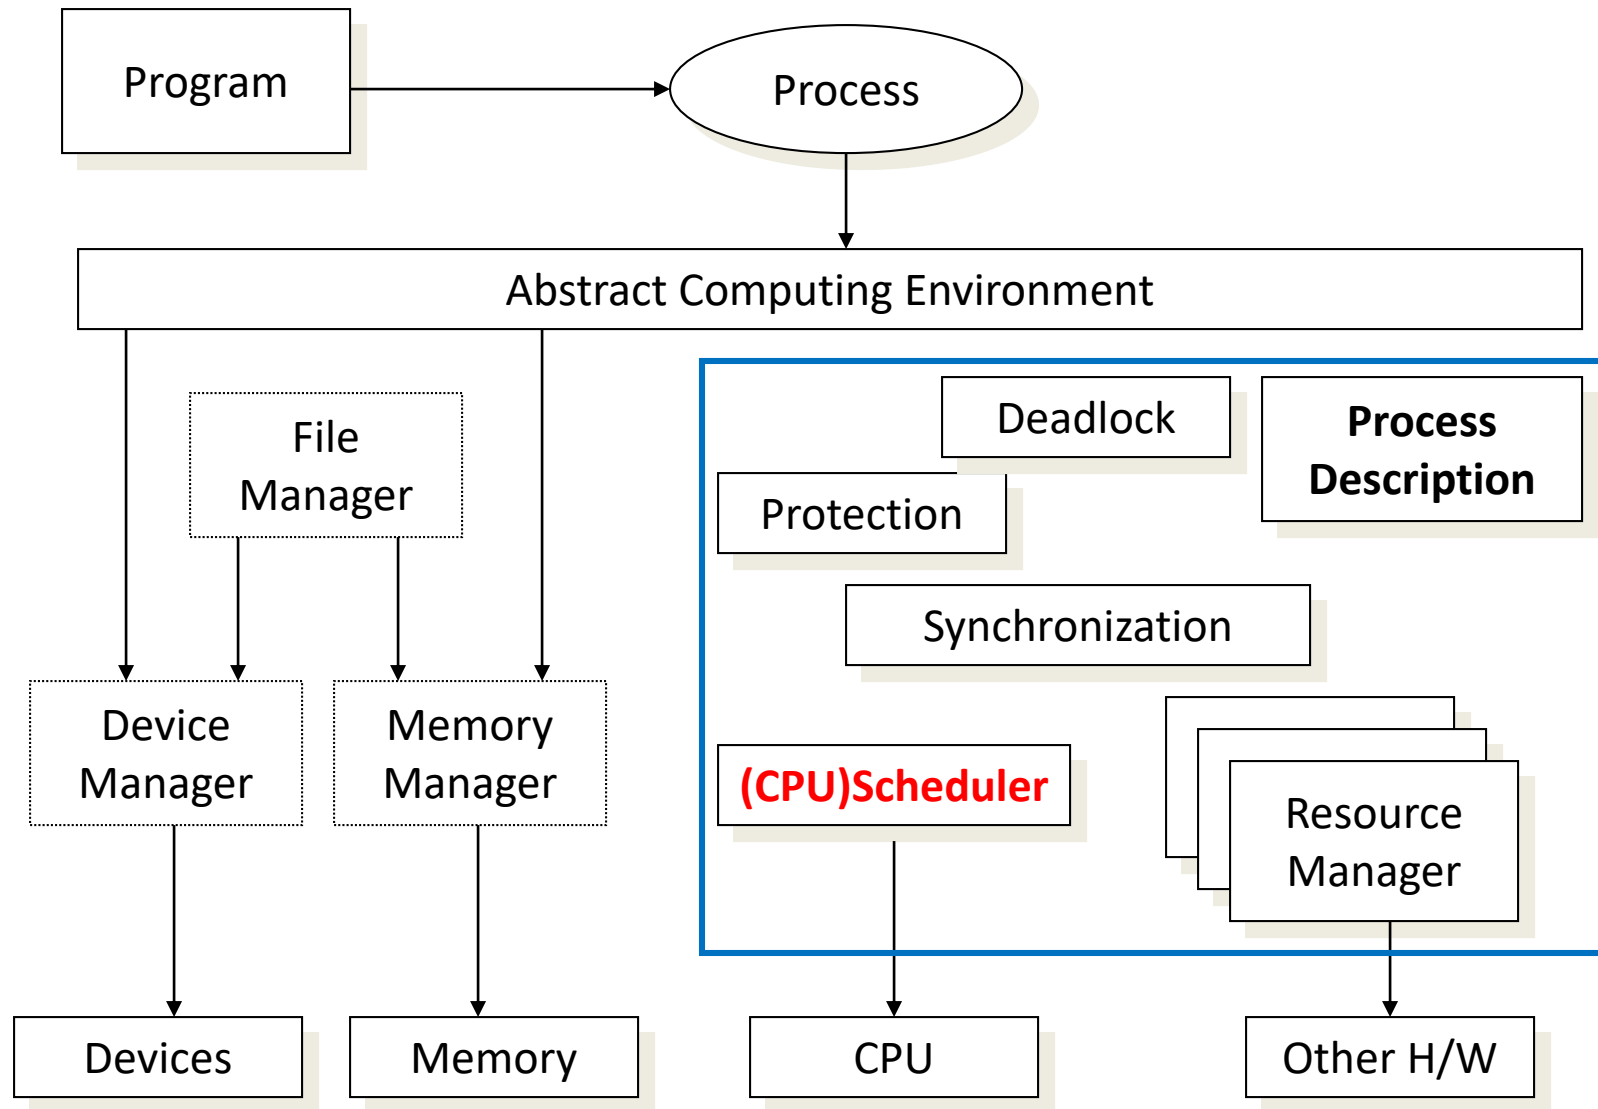 Program
Process
Abstract Computing Environment
File
Manager
Deadlock
Process
Description
Protection
Synchronization
Device
Manager
Memory
Manager
(CPU)Scheduler
Resource
Manager
Devices
Memory
CPU
Other H/W